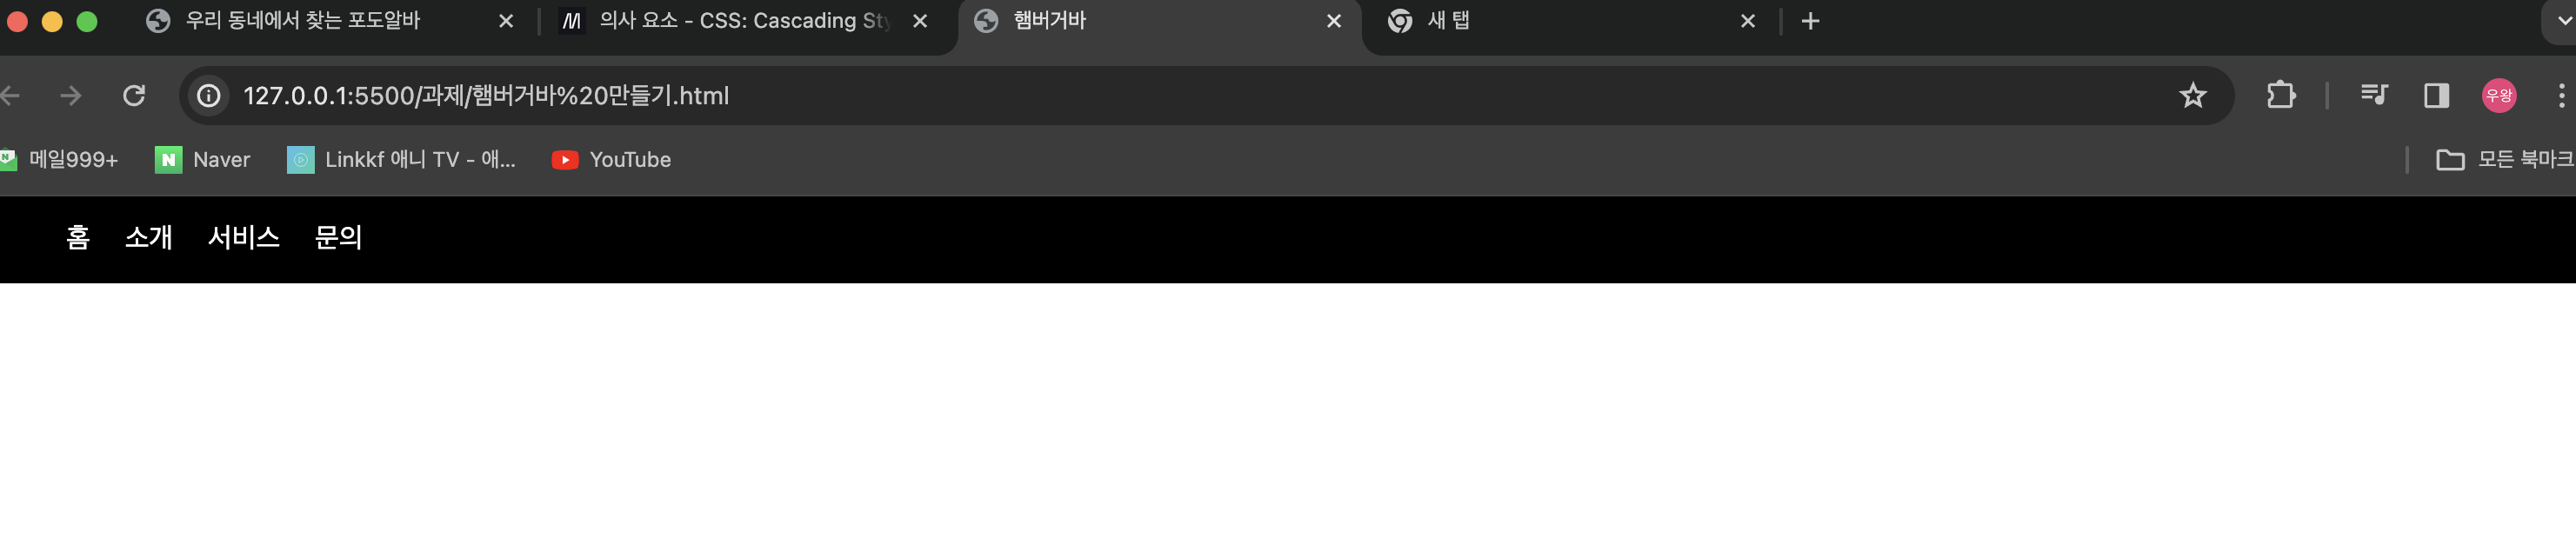 우리 동네에서 찾는 포도알바
의사 요소 - CSS: Cascading Sty
햄버거바
새 탭
127.0.0.1:5500/과제/햄버거바%20만들기.html
우왕
메일999+
Naver
Linkkf 애니 TV - 애...
YouTube
모든 북마크
홈 소개 서비스 문의